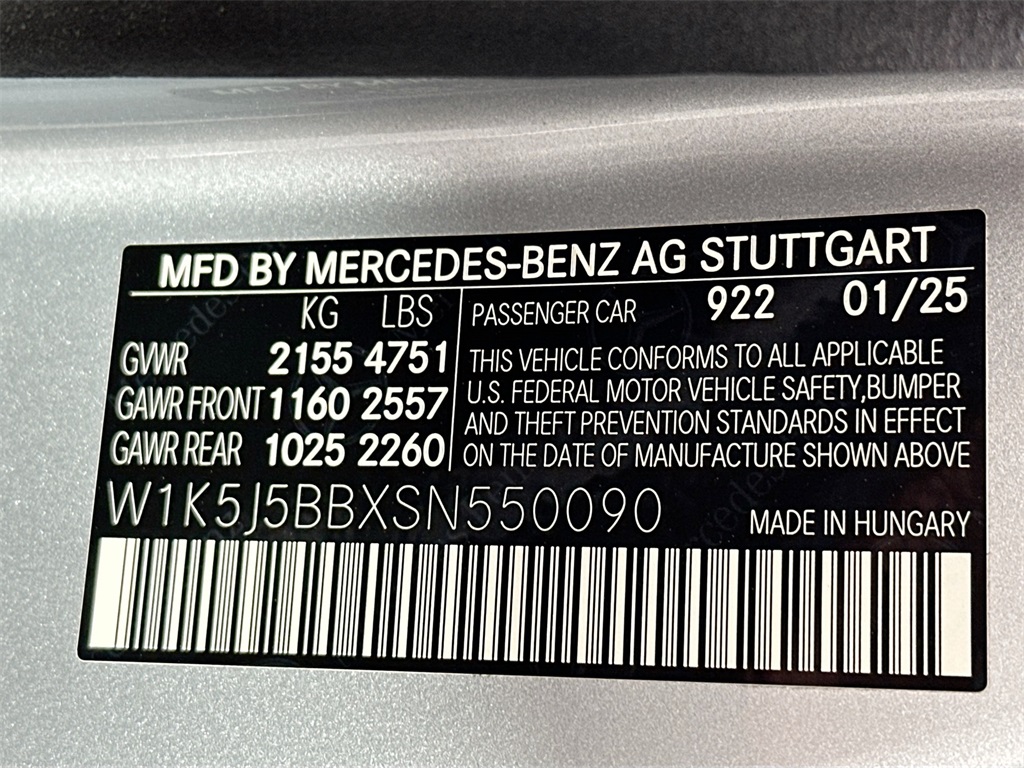 MFD BY MERCEDES-BENZ AG STUTTGART
KG LBS
GVWR 2155 4751
GAWR FRONT 1160 2557
GAWR REAR 1025 2260
PASSENGER CAR 922 01/25
THIS VEHICLE CONFORMS TO ALL APPLICABLE
U.S. FEDERAL MOTOR VEHICLE SAFETY,BUMPER
AND THEFT PREVENTION STANDARDS IN EFFECT
ON THE DATE OF MANUFACTURE SHOWN ABOVE
W1K5J5BBXSN550090
MADE IN HUNGARY